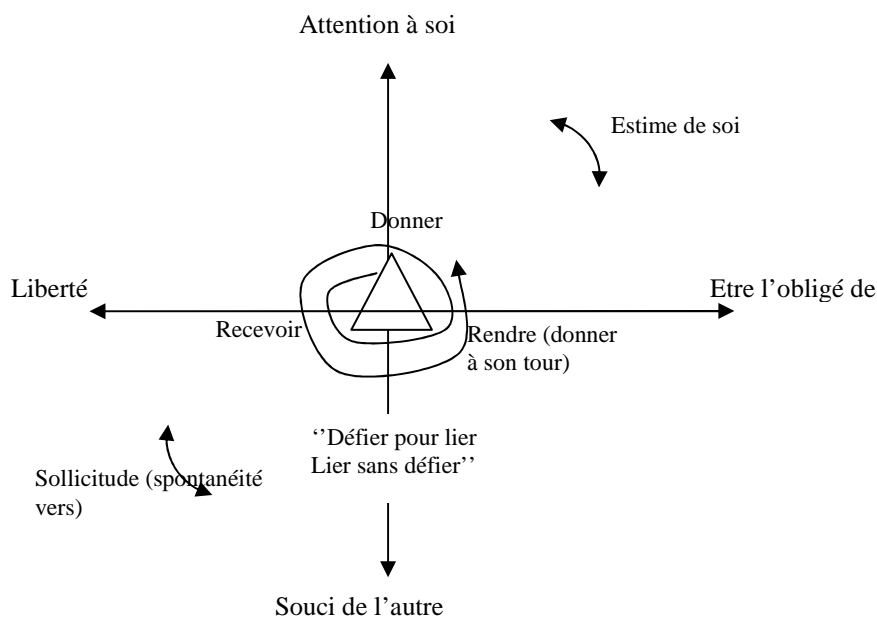 Attention à soi
Estime de soi
Donner
Liberté
Etre l’obligé de
Recevoir
Rendre (donner
à son tour)
‘’Défier pour lier
Lier sans défier’’
Sollicitude (spontanéité
vers)
Souci de l’autre